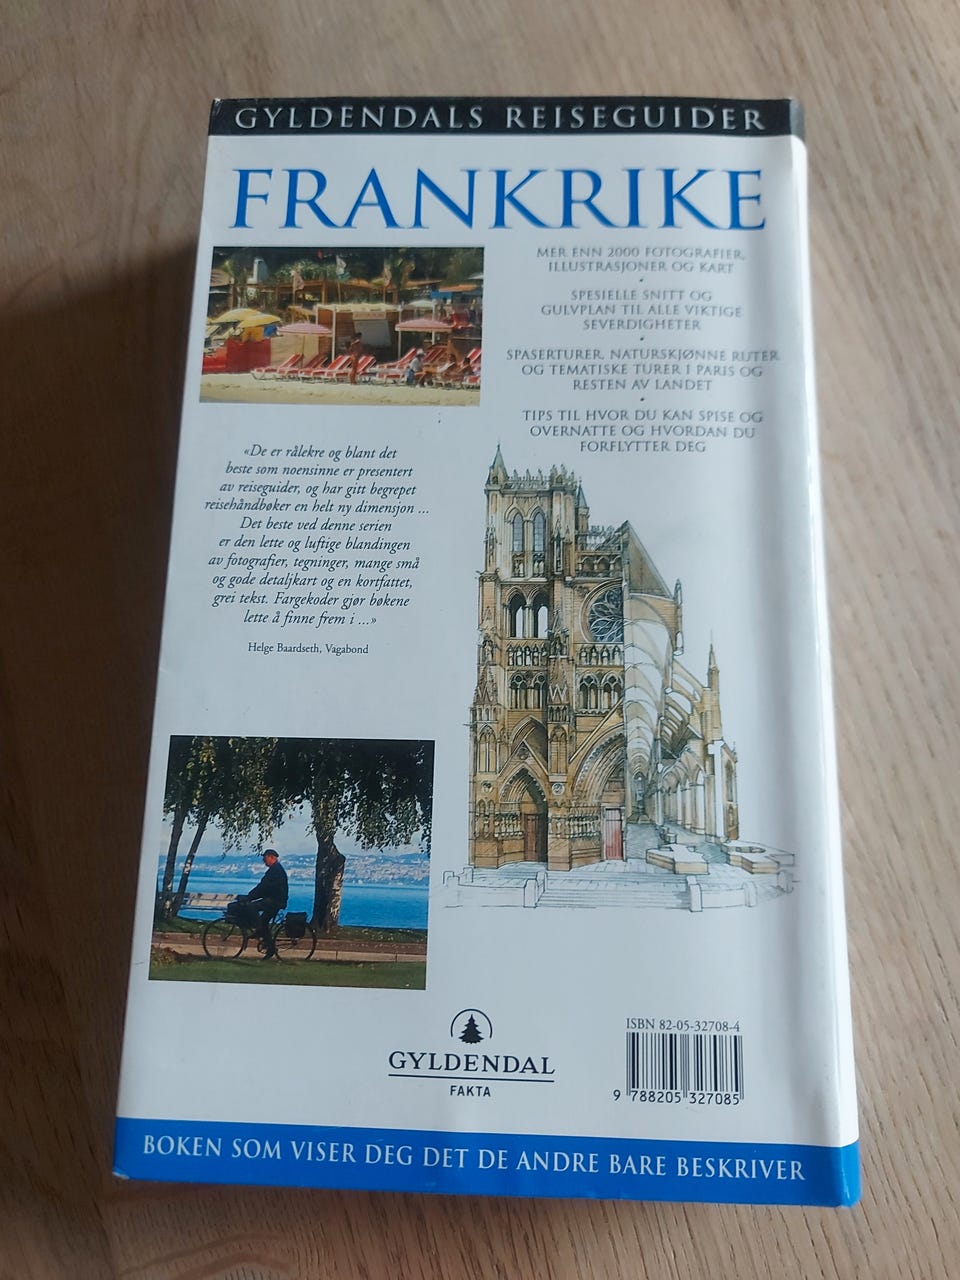 GYLDENDALS REISEGUIDER
FRANKRIKE
MER ENN 2000 FOTOGRAFIER,
ILLUSTRASJONER OG KART
•
SPESIELLE SNITT OG
GULVPLAN TIL ALLE VIKTIGE
SEVERDIGHETER
•
SPASERTURER, NATURSKJØNNE RUTER
OG TEMATISKE TURER I PARIS OG
RESTEN AV LANDET
•
TIPS TIL HVOR DU KAN SPISE OG
OVERNATTE OG HVORDAN DU
FORFLYTTER DEG
«De er rålekre og blant det
beste som noensinne er presentert
av reiseguider, og har gitt begrepet
reisehåndbøker en helt ny dimensjon ...
Det beste ved denne serien
er den lette og luftige blandingen
av fotografier, tegninger, mange små
og gode detaljkart og en kortfattet,
grei tekst. Fargekoder gjør bøkene
lette å finne frem i ...»
Helge Baardseth, Vagabond
GYLDENDAL
FAKTA
ISBN 82-05-32708-4
9 788205 327085
BOKEN SOM VISER DEG DET DE ANDRE BARE BESKRIVER